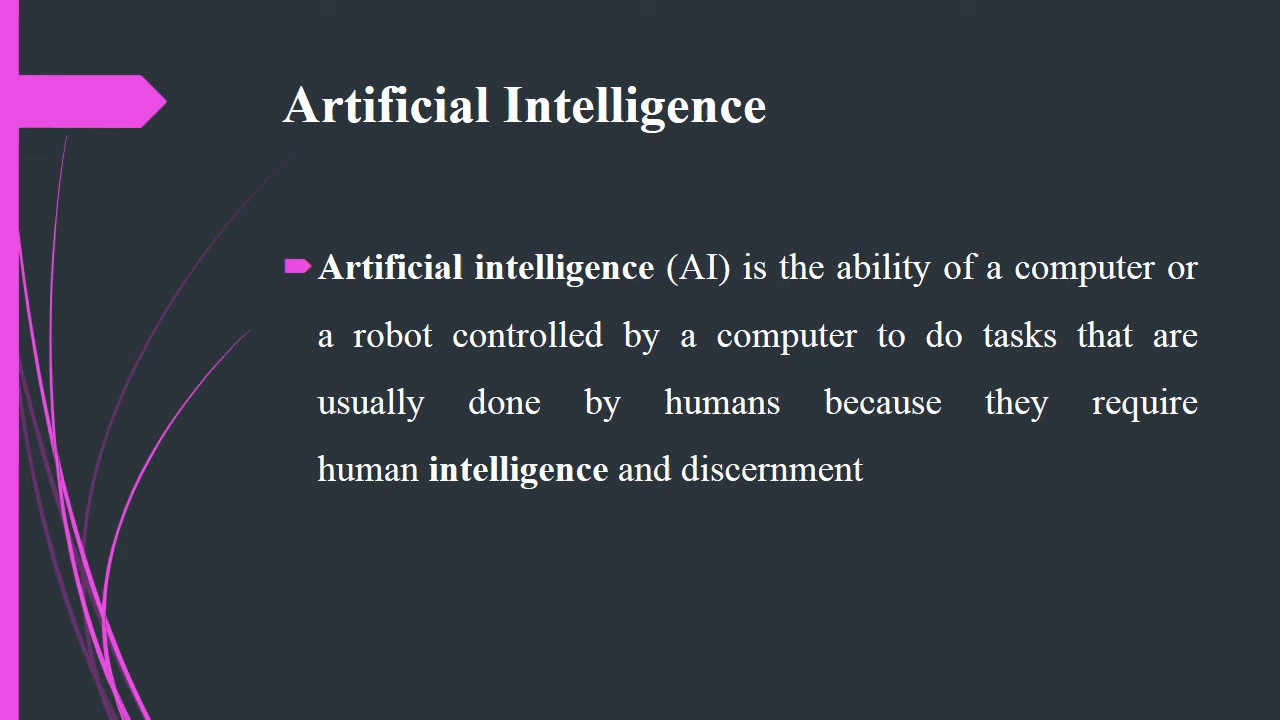 Artificial Intelligence
Artificial intelligence (AI) is the ability of a computer or
a robot controlled by a computer to do tasks that are
usually done by humans because they require
human intelligence and discernment